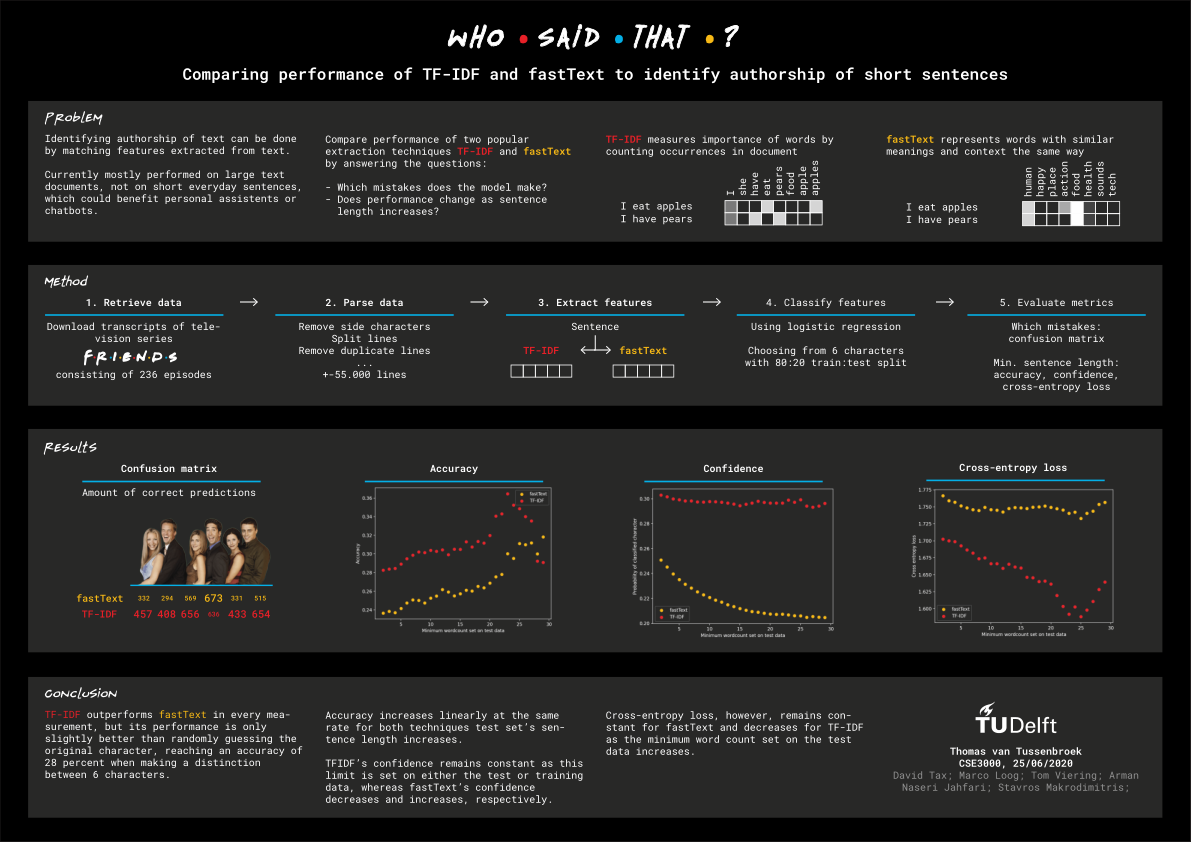 WHO • SAID • THAT • ?
Comparing performance of TF-IDF and fastText to identify authorship of short sentences
PROBLEM
Identifying authorship of text can be done
by matching features extracted from text.
Currently mostly performed on large text
documents, not on short everyday sentences,
which could benefit personal assistants or
chatbots.
Compare performance of two popular
extraction techniques TF-IDF and fastText
by answering the questions:
- Which mistakes does the model make?
- Does performance change as sentence
length increases?
TF-IDF measures importance of words by
counting occurrences in document
I
she
have
eat
pears
food
apple
apples
I eat apples
I have pears
fastText represents words with similar
meanings and context the same way
human
happy
place
action
food
health
sounds
tech
I eat apples
I have pears
METHOD
1. Retrieve data
Download transcripts of tele-
vision series
F•R•I•E•N•D•S
consisting of 236 episodes
2. Parse data
Remove side characters
Split lines
Remove duplicate lines
...
+-55.000 lines
3. Extract features
Sentence
TF-IDF fastText
4. Classify features
Using logistic regression
Choosing from 6 characters
with 80:20 train:test split
5. Evaluate metrics
Which mistakes:
confusion matrix
Min. sentence length:
accuracy, confidence,
cross-entropy loss
RESULTS
Confusion matrix
Amount of correct predictions
fastText 332 294 569 673 331 515
TF-IDF 457 408 656 636 433 654
Accuracy
fastText
TF-IDF
0.36
0.34
0.32
0.30
0.28
0.26
0.24
Accuracy
5 10 15 20 25 30
Minimum wordcount set on test data
Confidence
0.30
0.28
0.26
0.24
0.22
0.20
Probability of classified character
fastText
TF-IDF
5 10 15 20 25 30
Minimum wordcount set on test data
Cross-entropy loss
1.775
1.750
1.725
1.700
1.675
1.650
1.625
1.600
Cross entropy loss
fastText
TF-IDF
5 10 15 20 25 30
Minimum wordcount set on test data
CONCLUSION
TF-IDF outperforms fastText in every mea-
surement, but its performance is only
slightly better than randomly guessing the
original character, reaching an accuracy of
28 percent when making a distinction
between 6 characters.
Accuracy increases linearly at the same
rate for both techniques test set's sen-
tence length increases.
TFIDF's confidence remains constant as this
limit is set on either the test or training
data, whereas fastText's confidence
decreases and increases, respectively.
Cross-entropy loss, however, remains con-
stant for fastText and decreases for TF-IDF
as the minimum word count set on the test
data increases.
TUDelft
Thomas van Tussenbroek
CSE3000, 25/06/2020
David Tax; Marco Loog; Tom Viering; Arman
Naseri Jahfari; Stavros Makrodimitris;